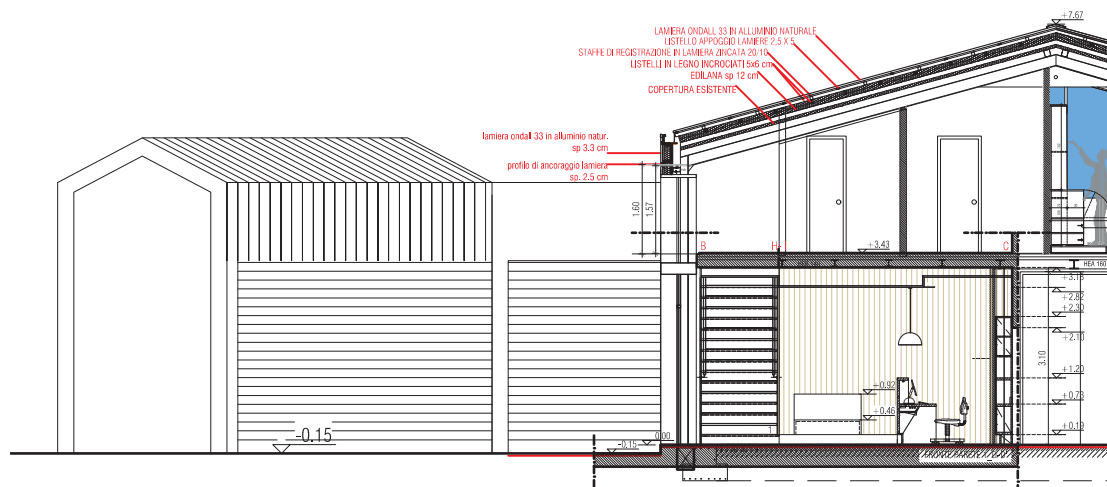 +7.67
LAMIERA ONDALL 33 IN ALLUMINIO NATURALE
LISTELLO APPOGGIO LAMIERE 2,5 X 5
STAFFE DI REGISTRAZIONE IN LAMIERA ZINCATA 20/10
LISTELLI IN LEGNO INCROCIATI 5x6 cm
EDILANA sp 12 cm
COPERTURA ESISTENTE
lamiera ondall 33 in alluminio natur.
sp 3.3 cm
profilo di ancoraggio lamiera
sp. 2.5 cm
1.60
1.57
B
H
C
+3.43
HEA 160
+3.18
+2.82
+2.30
+2.10
3.10
+1.20
+0.92
+0.73
+0.46
+0.19
-0.15
0.00
-0.15
FRONTE PARETE